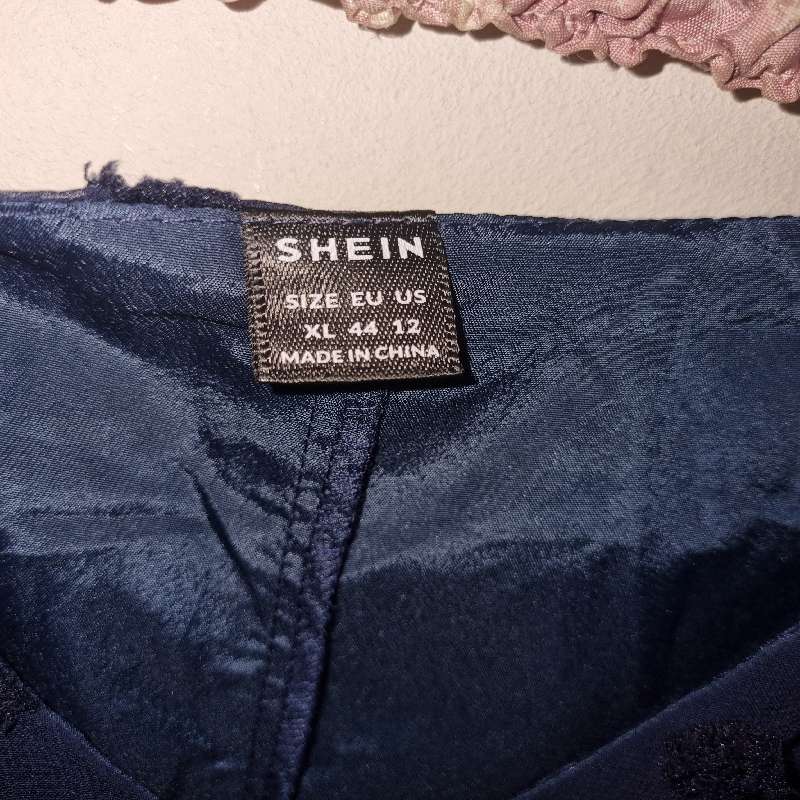 SHEIN
SIZE EU US
XL 44 12
MADE IN CHINA